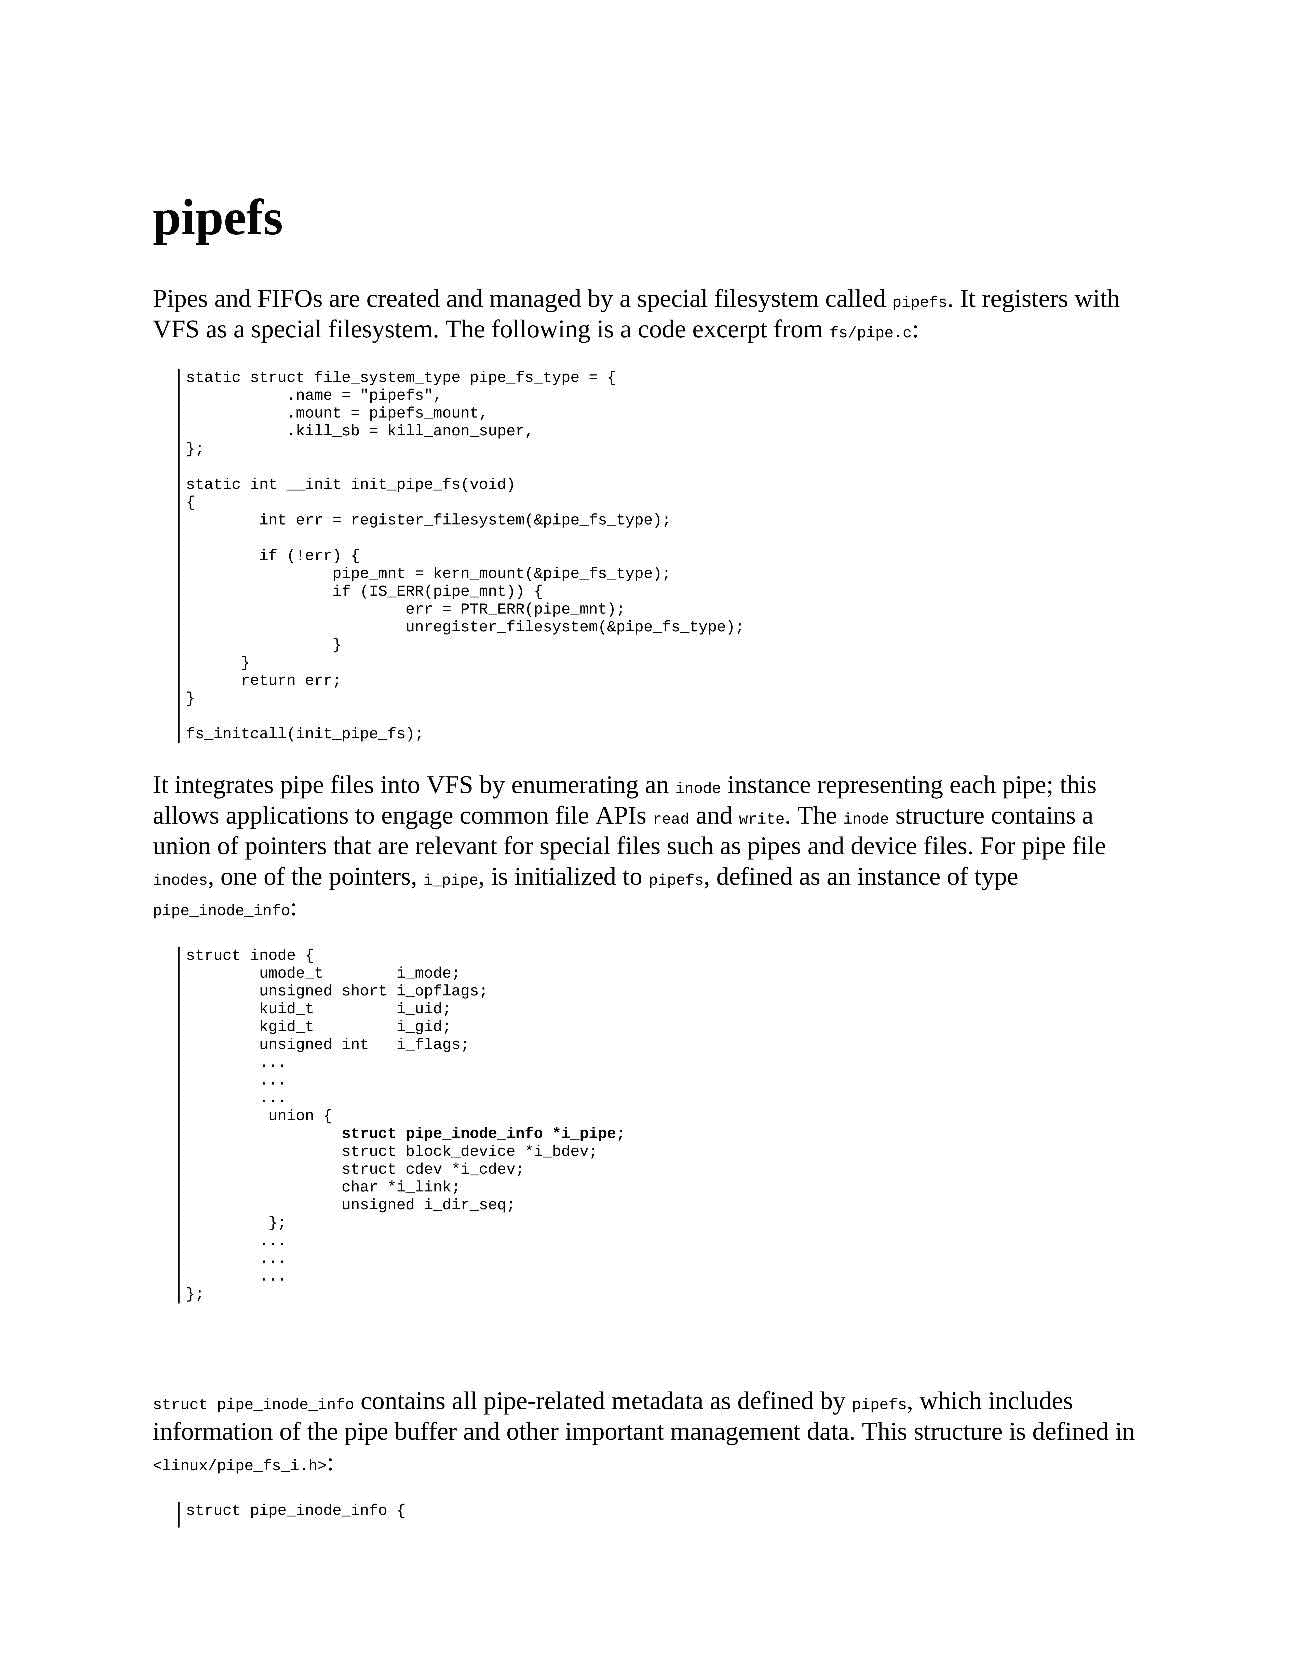 pipefs
Pipes and FIFOs are created and managed by a special filesystem called pipefs. It registers with
VFS as a special filesystem. The following is a code excerpt from fs/pipe.c:
static struct file_system_type pipe_fs_type = {
           .name = "pipefs",
           .mount = pipefs_mount,
           .kill_sb = kill_anon_super,
};
static int __init init_pipe_fs(void)
{
        int err = register_filesystem(&pipe_fs_type);
        if (!err) {
                pipe_mnt = kern_mount(&pipe_fs_type);
                if (IS_ERR(pipe_mnt)) {
                        err = PTR_ERR(pipe_mnt);
                        unregister_filesystem(&pipe_fs_type);
                }
      }
      return err;
}
fs_initcall(init_pipe_fs);
It integrates pipe files into VFS by enumerating an inode instance representing each pipe; this
allows applications to engage common file APIs read and write. The inode structure contains a
union of pointers that are relevant for special files such as pipes and device files. For pipe file
inodes, one of the pointers, i_pipe, is initialized to pipefs, defined as an instance of type
pipe_inode_info:
struct inode {
        umode_t        i_mode;
        unsigned short i_opflags;
        kuid_t         i_uid;
        kgid_t         i_gid;
        unsigned int   i_flags;
        ...
        ...
        ...
         union {
                 struct pipe_inode_info *i_pipe;
                 struct block_device *i_bdev;
                 struct cdev *i_cdev;
                 char *i_link;
                 unsigned i_dir_seq;
         };
        ...
        ...
        ...
};
struct pipe_inode_info contains all pipe-related metadata as defined by pipefs, which includes
information of the pipe buffer and other important management data. This structure is defined in
<linux/pipe_fs_i.h>:
struct pipe_inode_info {